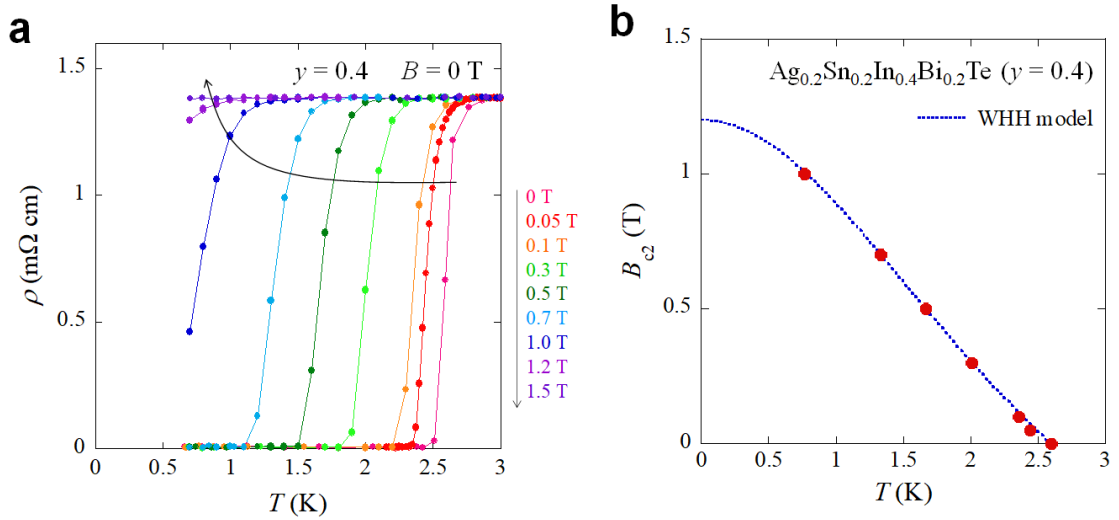 a
y = 0.4 B = 0 T
0 T
0.05 T
0.1 T
0.3 T
0.5 T
0.7 T
1.0 T
1.2 T
1.5 T
ρ (mΩ cm)
1.5
1
0.5
0
0 0.5 1 1.5 2 2.5 3
T (K)
b
Ag0.2Sn0.2In0.4Bi0.2Te (y = 0.4)
WHH model
Bc2 (T)
1.5
1
0.5
0
0 0.5 1 1.5 2 2.5 3
T (K)